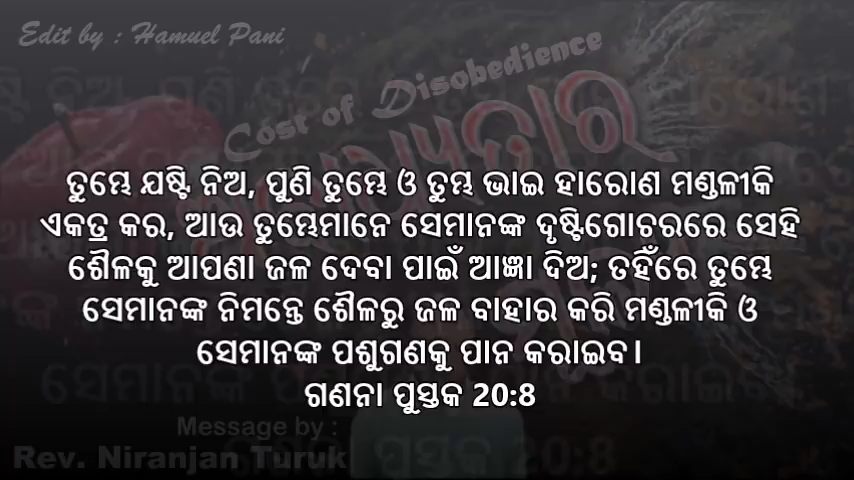 Edit by : Hamuel Pani
Cost of Disobedience
ତୁମ୍ଭେ ଯଷ୍ଟି ନିଅ, ପୁଣି ତୁମ୍ଭେ ଓ ତୁମ୍ଭ ଭାଇ ହାରୋଣ ମଣ୍ଡଳୀକି
ଏକତ୍ର କର, ଆଉ ତୁମ୍ଭେମାନେ ସେମାନଙ୍କ ଦୃଷ୍ଟିଗୋଚରରେ ସେହି
ଶୈଳକୁ ଆପଣା ଜଳ ଦେବା ପାଇଁ ଆଜ୍ଞା ଦିଅ; ତହିଁରେ ତୁମ୍ଭେ
ସେମାନଙ୍କ ନିମନ୍ତେ ଶୈଳରୁ ଜଳ ବାହାର କରି ମଣ୍ଡଳୀକି ଓ
ସେମାନଙ୍କ ପଶୁଗଣକୁ ପାନ କରାଇବ।
ଗଣନା ପୁସ୍ତକ 20:8
Message by :
Rev. Niranjan Turuk